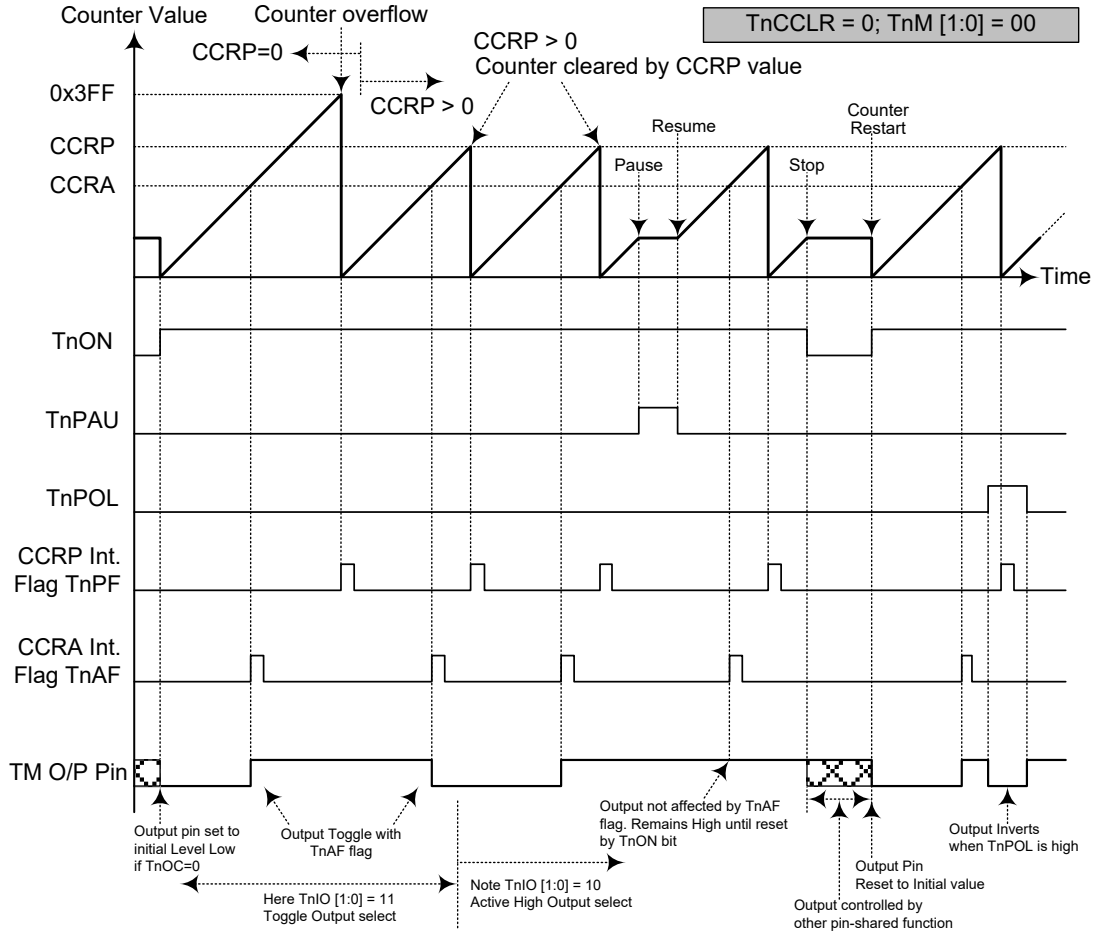 Counter Value
Counter overflow
TnCCLR = 0; TnM [1:0] = 00
CCRP=0
CCRP > 0
CCRP > 0
Counter cleared by CCRP value
0x3FF
CCRP
CCRA
Resume
Pause
Stop
Counter
Restart
Time
TnON
TnPAU
TnPOL
CCRP Int.
Flag TnPF
CCRA Int.
Flag TnAF
TM O/P Pin
Output pin set to
initial Level Low
if TnOC=0
Output Toggle with
TnAF flag
Output not affected by TnAF
flag. Remains High until reset
by TnON bit
Output Inverts
when TnPOL is high
Output Pin
Reset to Initial value
Here TnIO [1:0] = 11
Toggle Output select
Note TnIO [1:0] = 10
Active High Output select
Output controlled by
other pin-shared function